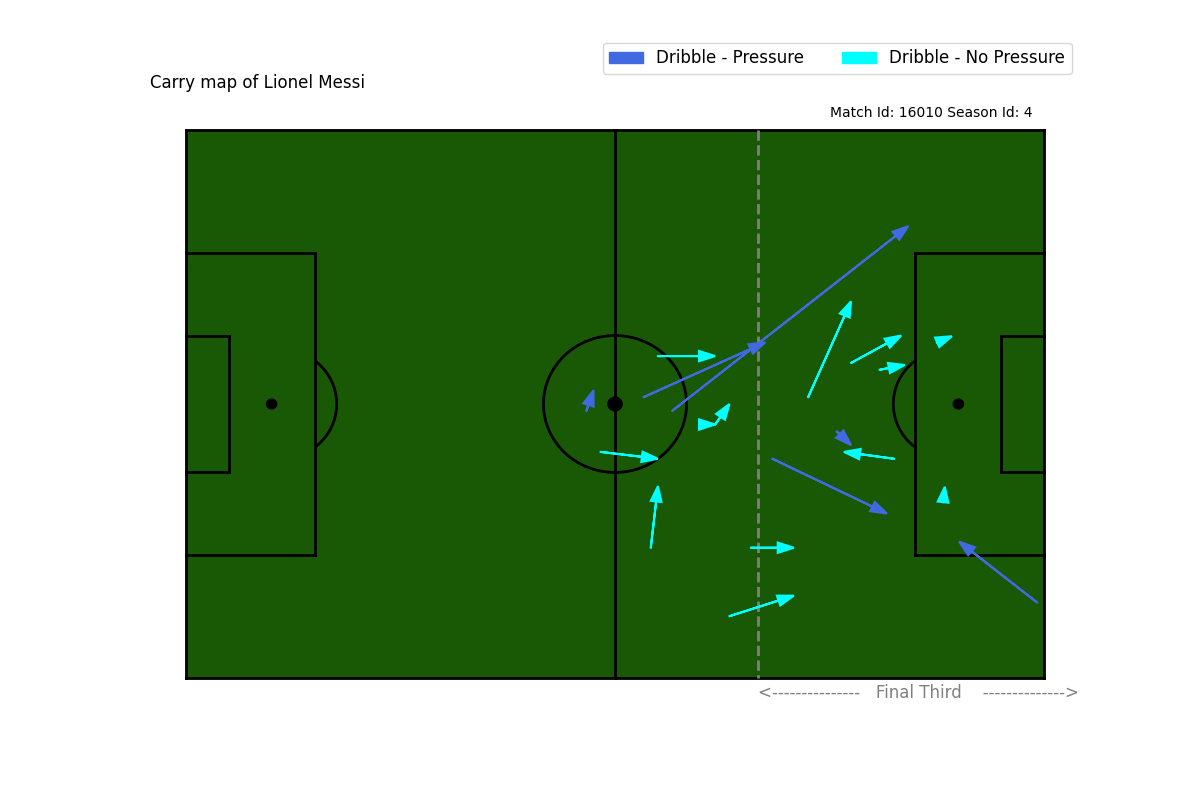 Dribble - Pressure Dribble - No Pressure
Carry map of Lionel Messi
Match Id: 16010 Season Id: 4
<--------------- Final Third -------------->